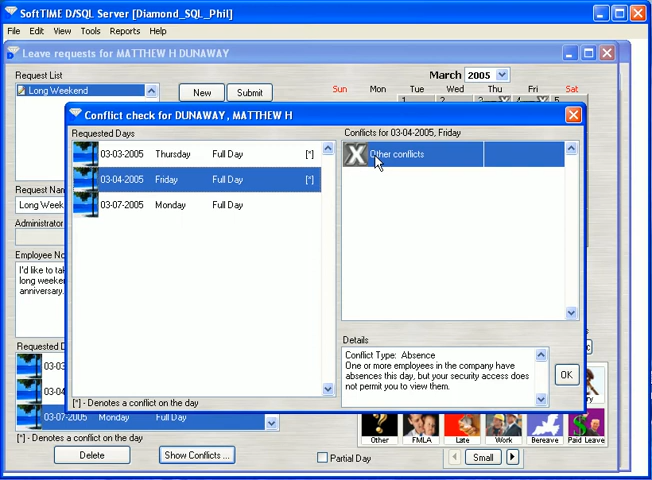 SoftTIME D/SQL Server [Diamond_SQL_Phil]
File Edit View Tools Reports Help
Leave requests for MATTHEW H DUNAWAY
Request List
Long Weekend
New
Submit
March 2005
Sun Mon Tue Wed Thu Fri Sat
Conflict check for DUNAWAY, MATTHEW H
Requested Days
03-03-2005 Thursday Full Day [*]
03-04-2005 Friday Full Day [*]
03-07-2005 Monday Full Day
Conflicts for 03-04-2005, Friday
Other conflicts
Request Nam
Long Week
Administrator
Employee No
I'd like to tak
long weeken
anniversary.
Details
Conflict Type: Absence
One or more employees in the company have
absences this day, but your security access does
not permit you to view them.
OK
[*] - Denotes a conflict on the day
Requested D
03-0
03-0
03-07-2005 Monday Full Day
[*] - Denotes a conflict on the day
Delete
Show Conflicts ...
Partial Day
Other FMLA Late Work Bereave Paid Leave
Small